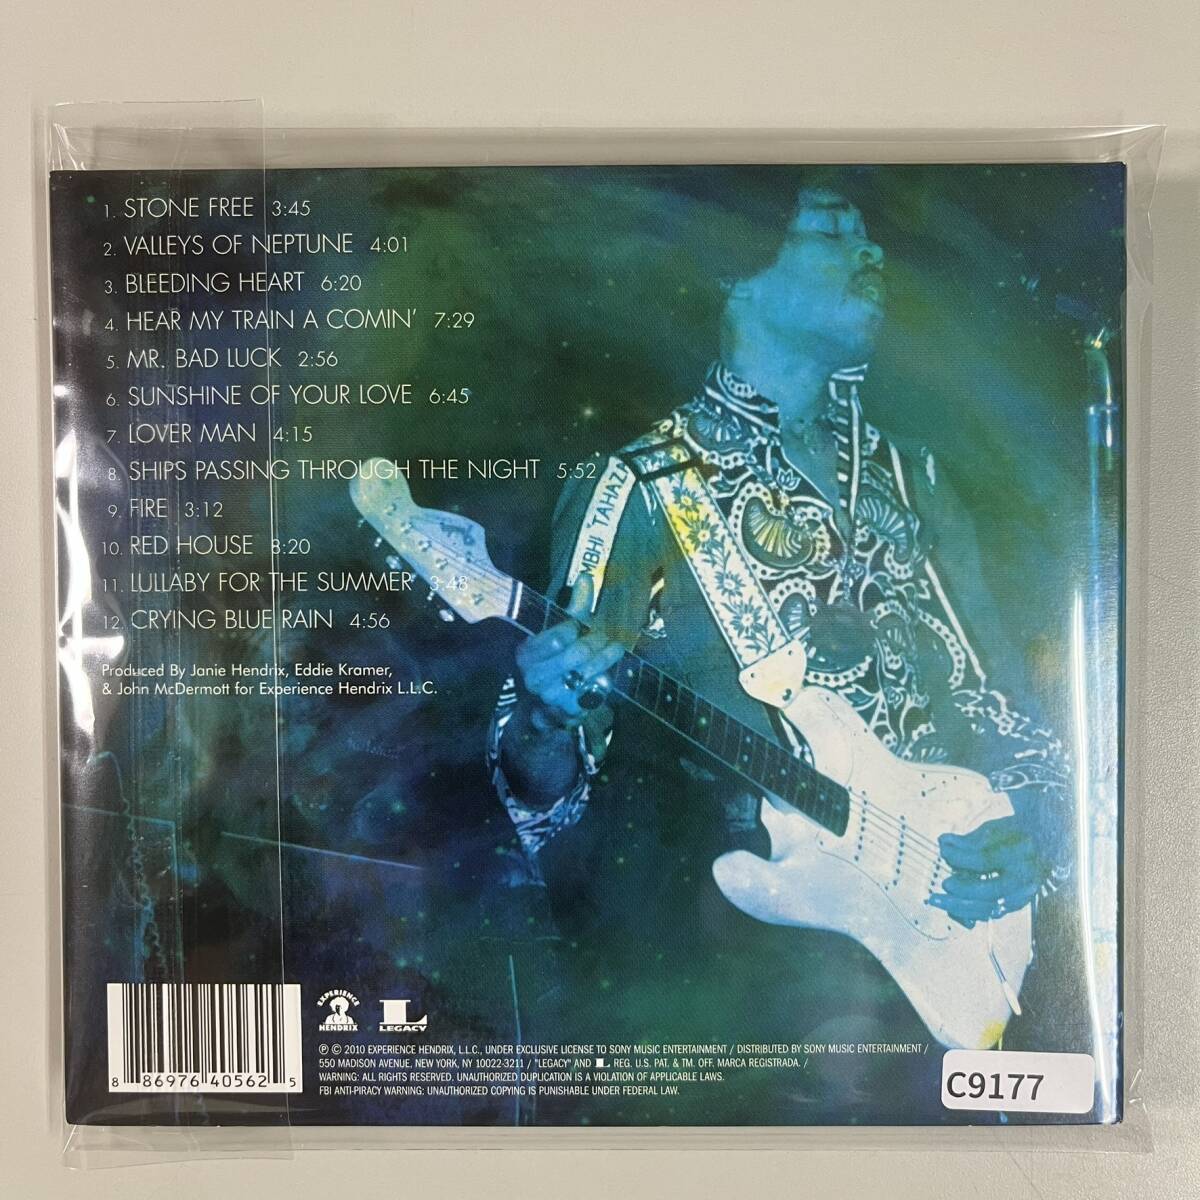 1. STONE FREE 3:45
2. VALLEYS OF NEPTUNE 4:01
3. BLEEDING HEART 6:20
4. HEAR MY TRAIN A COMIN' 7:29
5. MR. BAD LUCK 2:56
6. SUNSHINE OF YOUR LOVE 6:45
7. LOVER MAN 4:15
8. SHIPS PASSING THROUGH THE NIGHT 5:52
9. FIRE 3:12
10. RED HOUSE 8:20
11. LULLABY FOR THE SUMMER 3:48
12. CRYING BLUE RAIN 4:56
Produced By Janie Hendrix, Eddie Kramer,
& John McDermott for Experience Hendrix L.L.C.
MBHI TAHAZI
8 86976 40562 5
EXPERIENCE
HENDRIX
L
LEGACY
℗ © 2010 EXPERIENCE HENDRIX, L.L.C., UNDER EXCLUSIVE LICENSE TO SONY MUSIC ENTERTAINMENT / DISTRIBUTED BY SONY MUSIC ENTERTAINMENT /
550 MADISON AVENUE, NEW YORK, NY 10022-3211 / "LEGACY" AND L REG. U.S. PAT. & TM. OFF. MARCA REGISTRADA. /
WARNING: ALL RIGHTS RESERVED. UNAUTHORIZED DUPLICATION IS A VIOLATION OF APPLICABLE LAWS.
FBI ANTI-PIRACY WARNING: UNAUTHORIZED COPYING IS PUNISHABLE UNDER FEDERAL LAW.
C9177